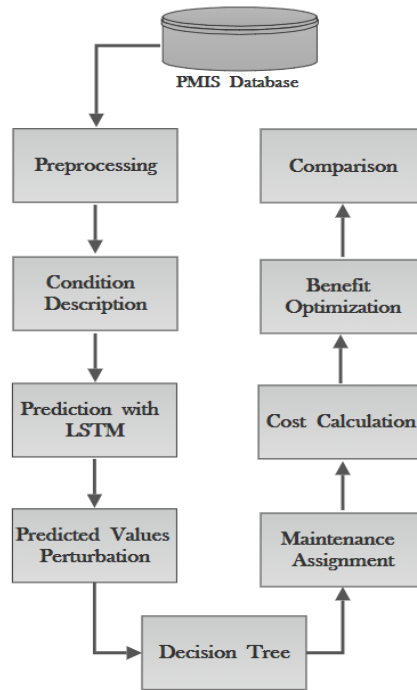 PMIS Database
Preprocessing
Condition
Description
Prediction with
LSTM
Predicted Values
Perturbation
Decision Tree
Maintenance
Assignment
Cost Calculation
Benefit
Optimization
Comparison